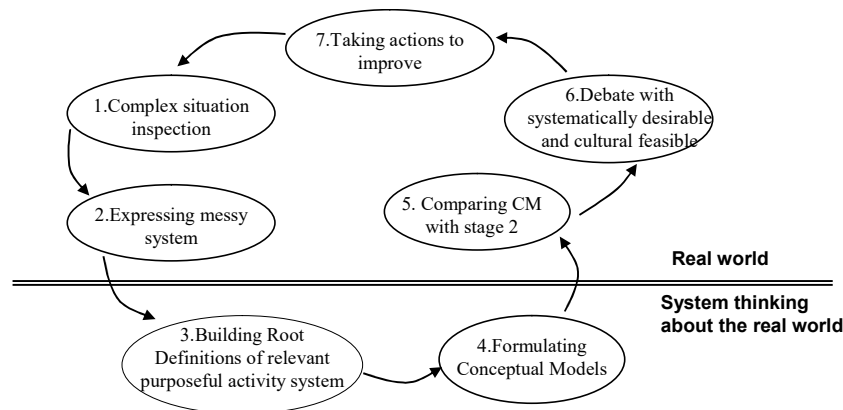 7.Taking actions to
improve
1.Complex situation
inspection
6.Debate with
systematically desirable
and cultural feasible
2.Expressing messy
system
5. Comparing CM
with stage 2
Real world
System thinking
about the real world
3.Building Root
Definitions of relevant
purposeful activity system
4.Formulating
Conceptual Models